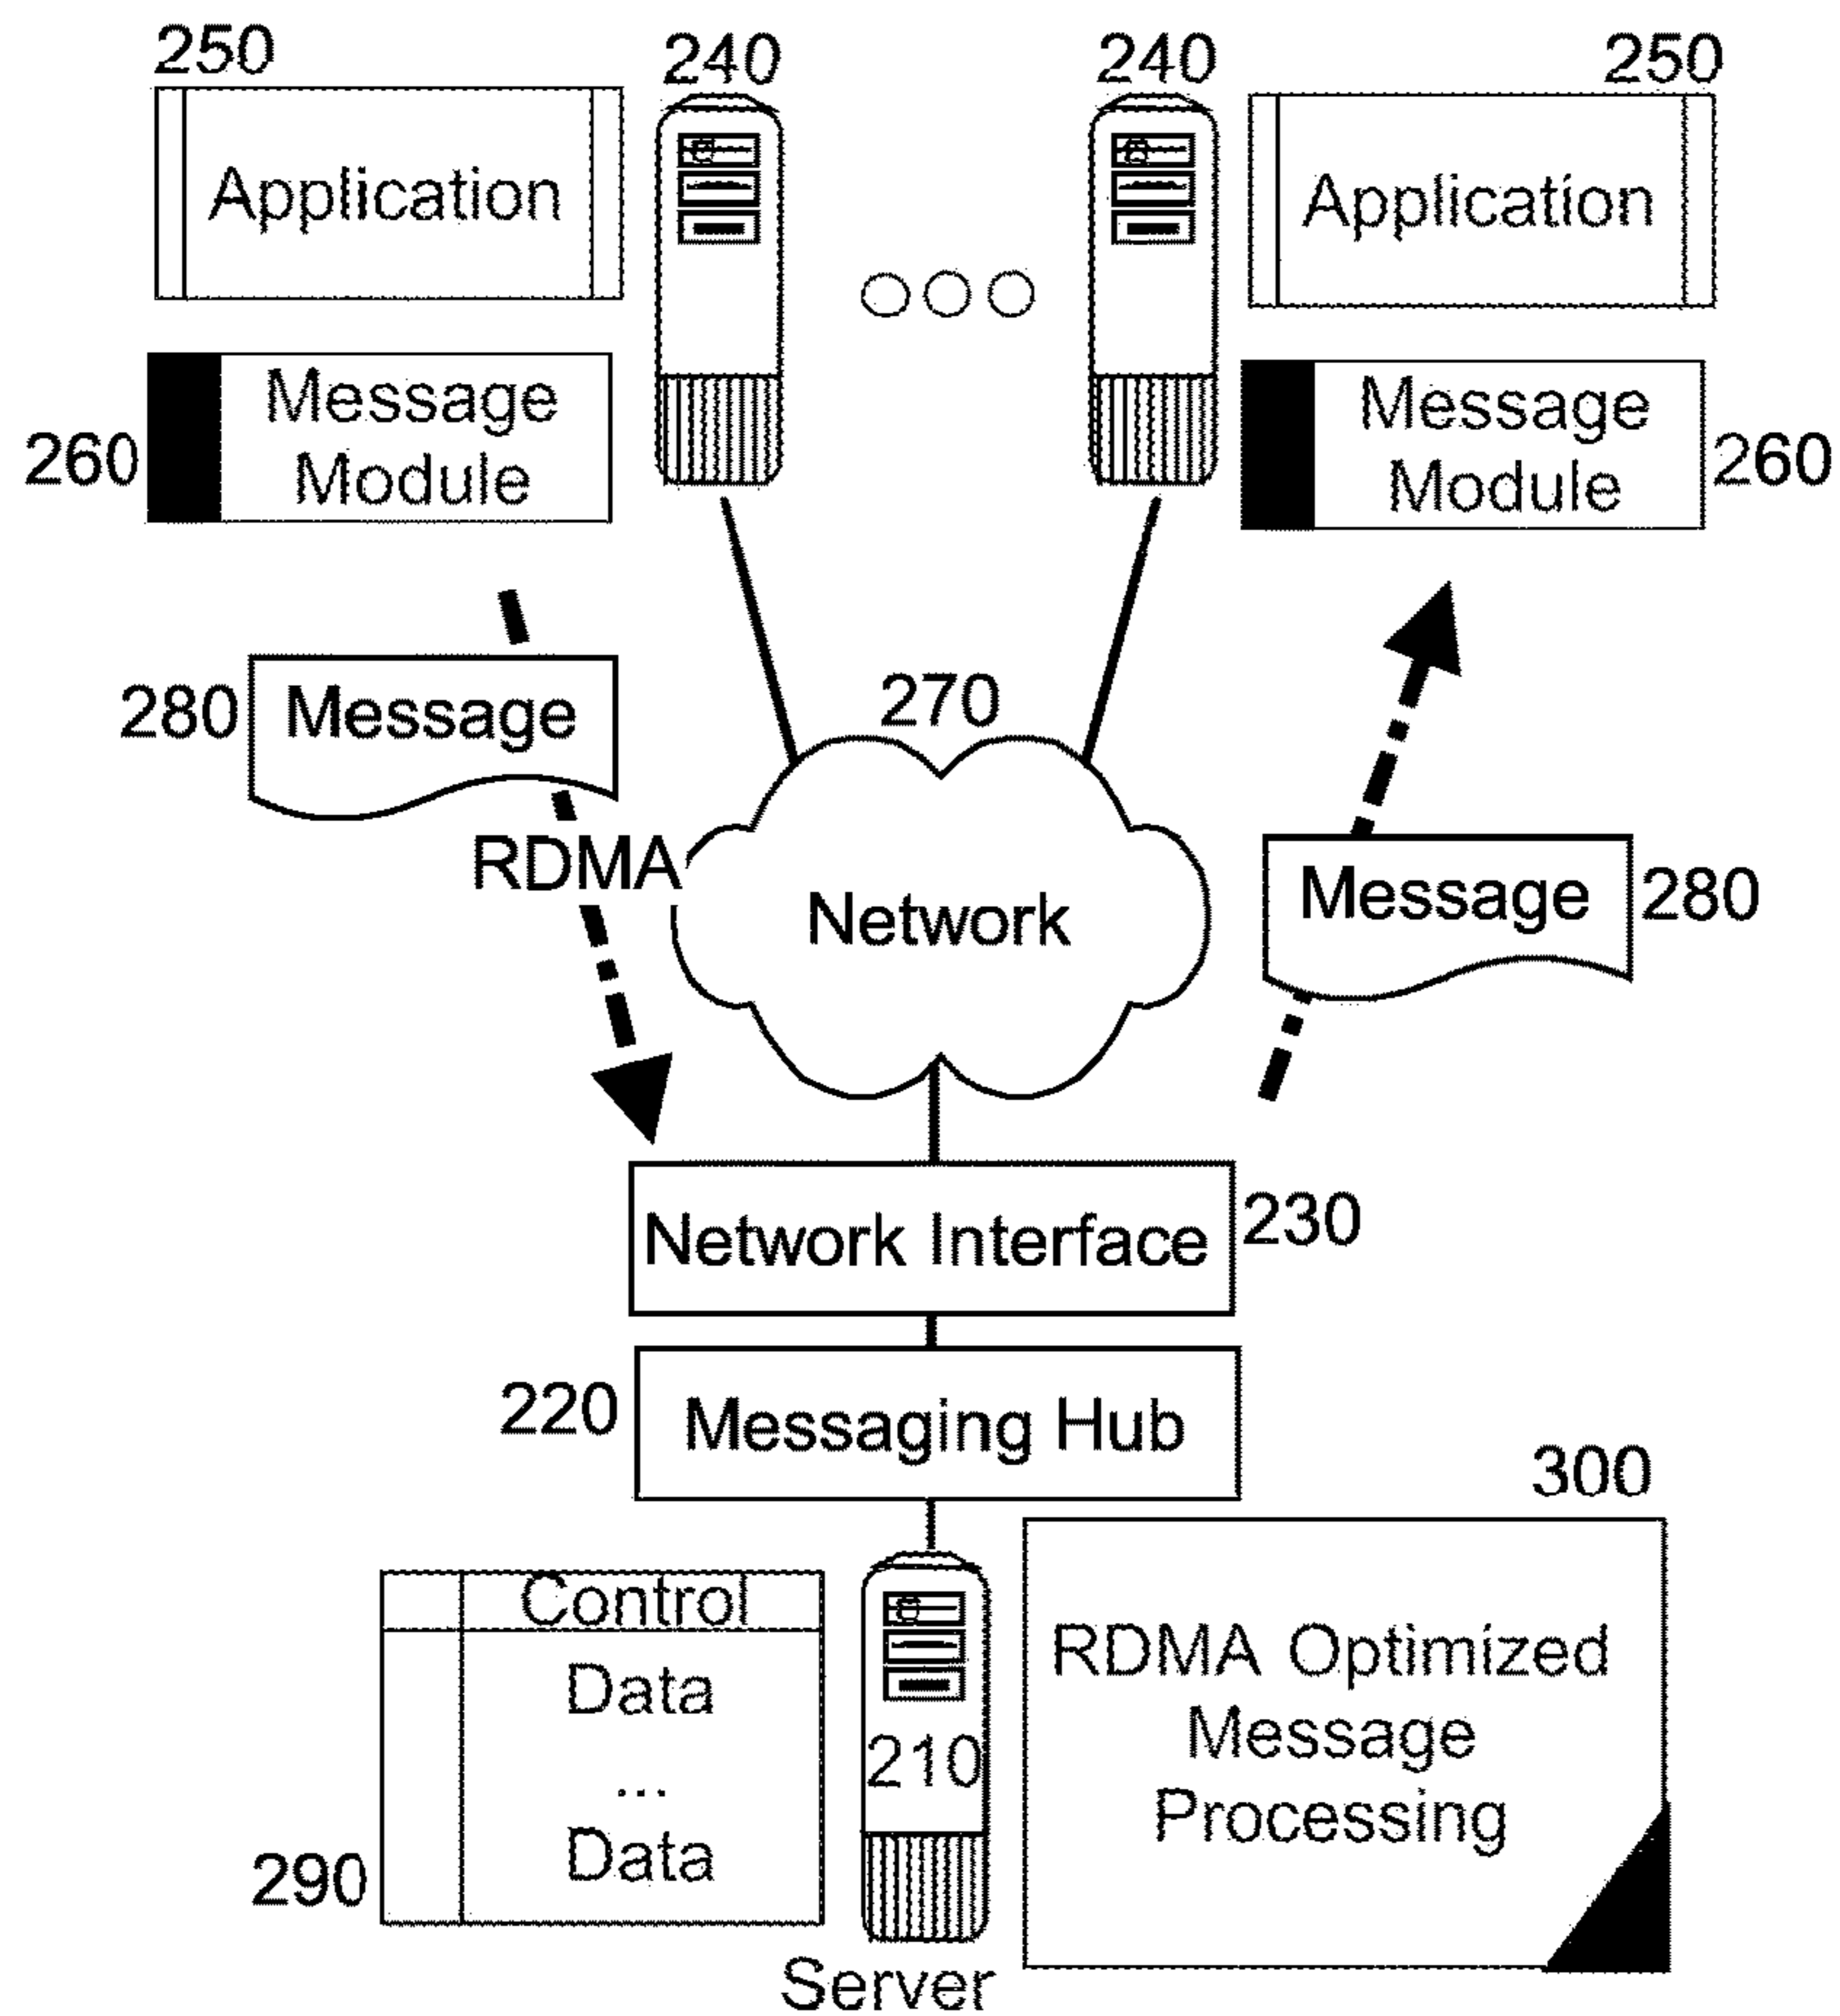 250
240
240
250
Application
Application
Message
Module
260
Message
Module
260
280
Message
270
RDMA
Network
Message
280
Network Interface
230
220
Messaging Hub
300
Control
Data
...
Data
290
210
RDMA Optimized
Message
Processing
Server